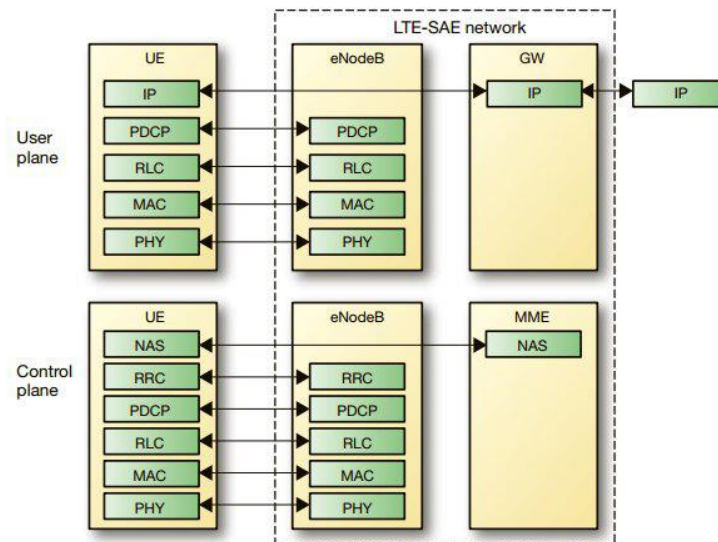 LTE-SAE network
UE eNodeB GW
IP IP IP
User
plane
PDCP PDCP
RLC RLC
MAC MAC
PHY PHY
UE eNodeB MME
NAS NAS
Control
plane
RRC RRC
PDCP PDCP
RLC RLC
MAC MAC
PHY PHY